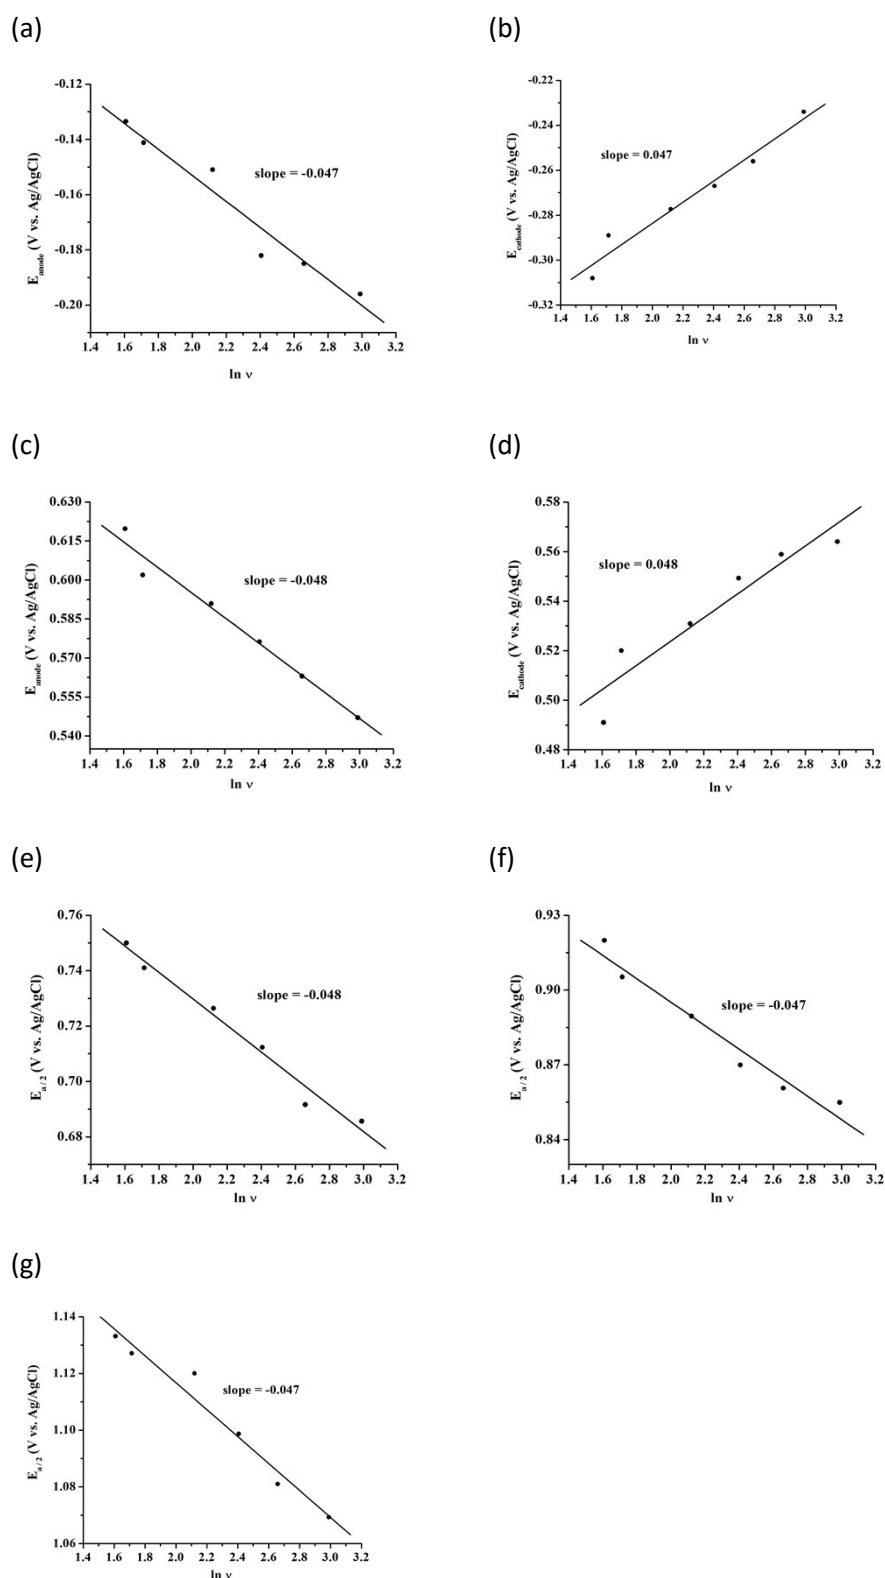 (a)
-0.12
-0.14
-0.16
-0.18
-0.20
E anode (V vs. Ag/AgCl)
slope = -0.047
1.4 1.6 1.8 2.0 2.2 2.4 2.6 2.8 3.0 3.2
ln ν
(b)
-0.22
-0.24
-0.26
-0.28
-0.30
-0.32
E cathode (V vs. Ag/AgCl)
slope = 0.047
1.4 1.6 1.8 2.0 2.2 2.4 2.6 2.8 3.0 3.2
ln ν
(c)
0.630
0.615
0.600
0.585
0.570
0.555
0.540
E anode (V vs. Ag/AgCl)
slope = -0.048
1.4 1.6 1.8 2.0 2.2 2.4 2.6 2.8 3.0 3.2
ln ν
(d)
0.58
0.56
0.54
0.52
0.50
0.48
E cathode (V vs. Ag/AgCl)
slope = 0.048
1.4 1.6 1.8 2.0 2.2 2.4 2.6 2.8 3.0 3.2
ln ν
(e)
0.76
0.74
0.72
0.70
0.68
E a / 2 (V vs. Ag/AgCl)
slope = -0.048
1.4 1.6 1.8 2.0 2.2 2.4 2.6 2.8 3.0 3.2
ln ν
(f)
0.93
0.90
0.87
0.84
E a / 2 (V vs. Ag/AgCl)
slope = -0.047
1.4 1.6 1.8 2.0 2.2 2.4 2.6 2.8 3.0 3.2
ln ν
(g)
1.14
1.12
1.10
1.08
1.06
E a / 2 (V vs. Ag/AgCl)
slope = -0.047
1.4 1.6 1.8 2.0 2.2 2.4 2.6 2.8 3.0 3.2
ln ν